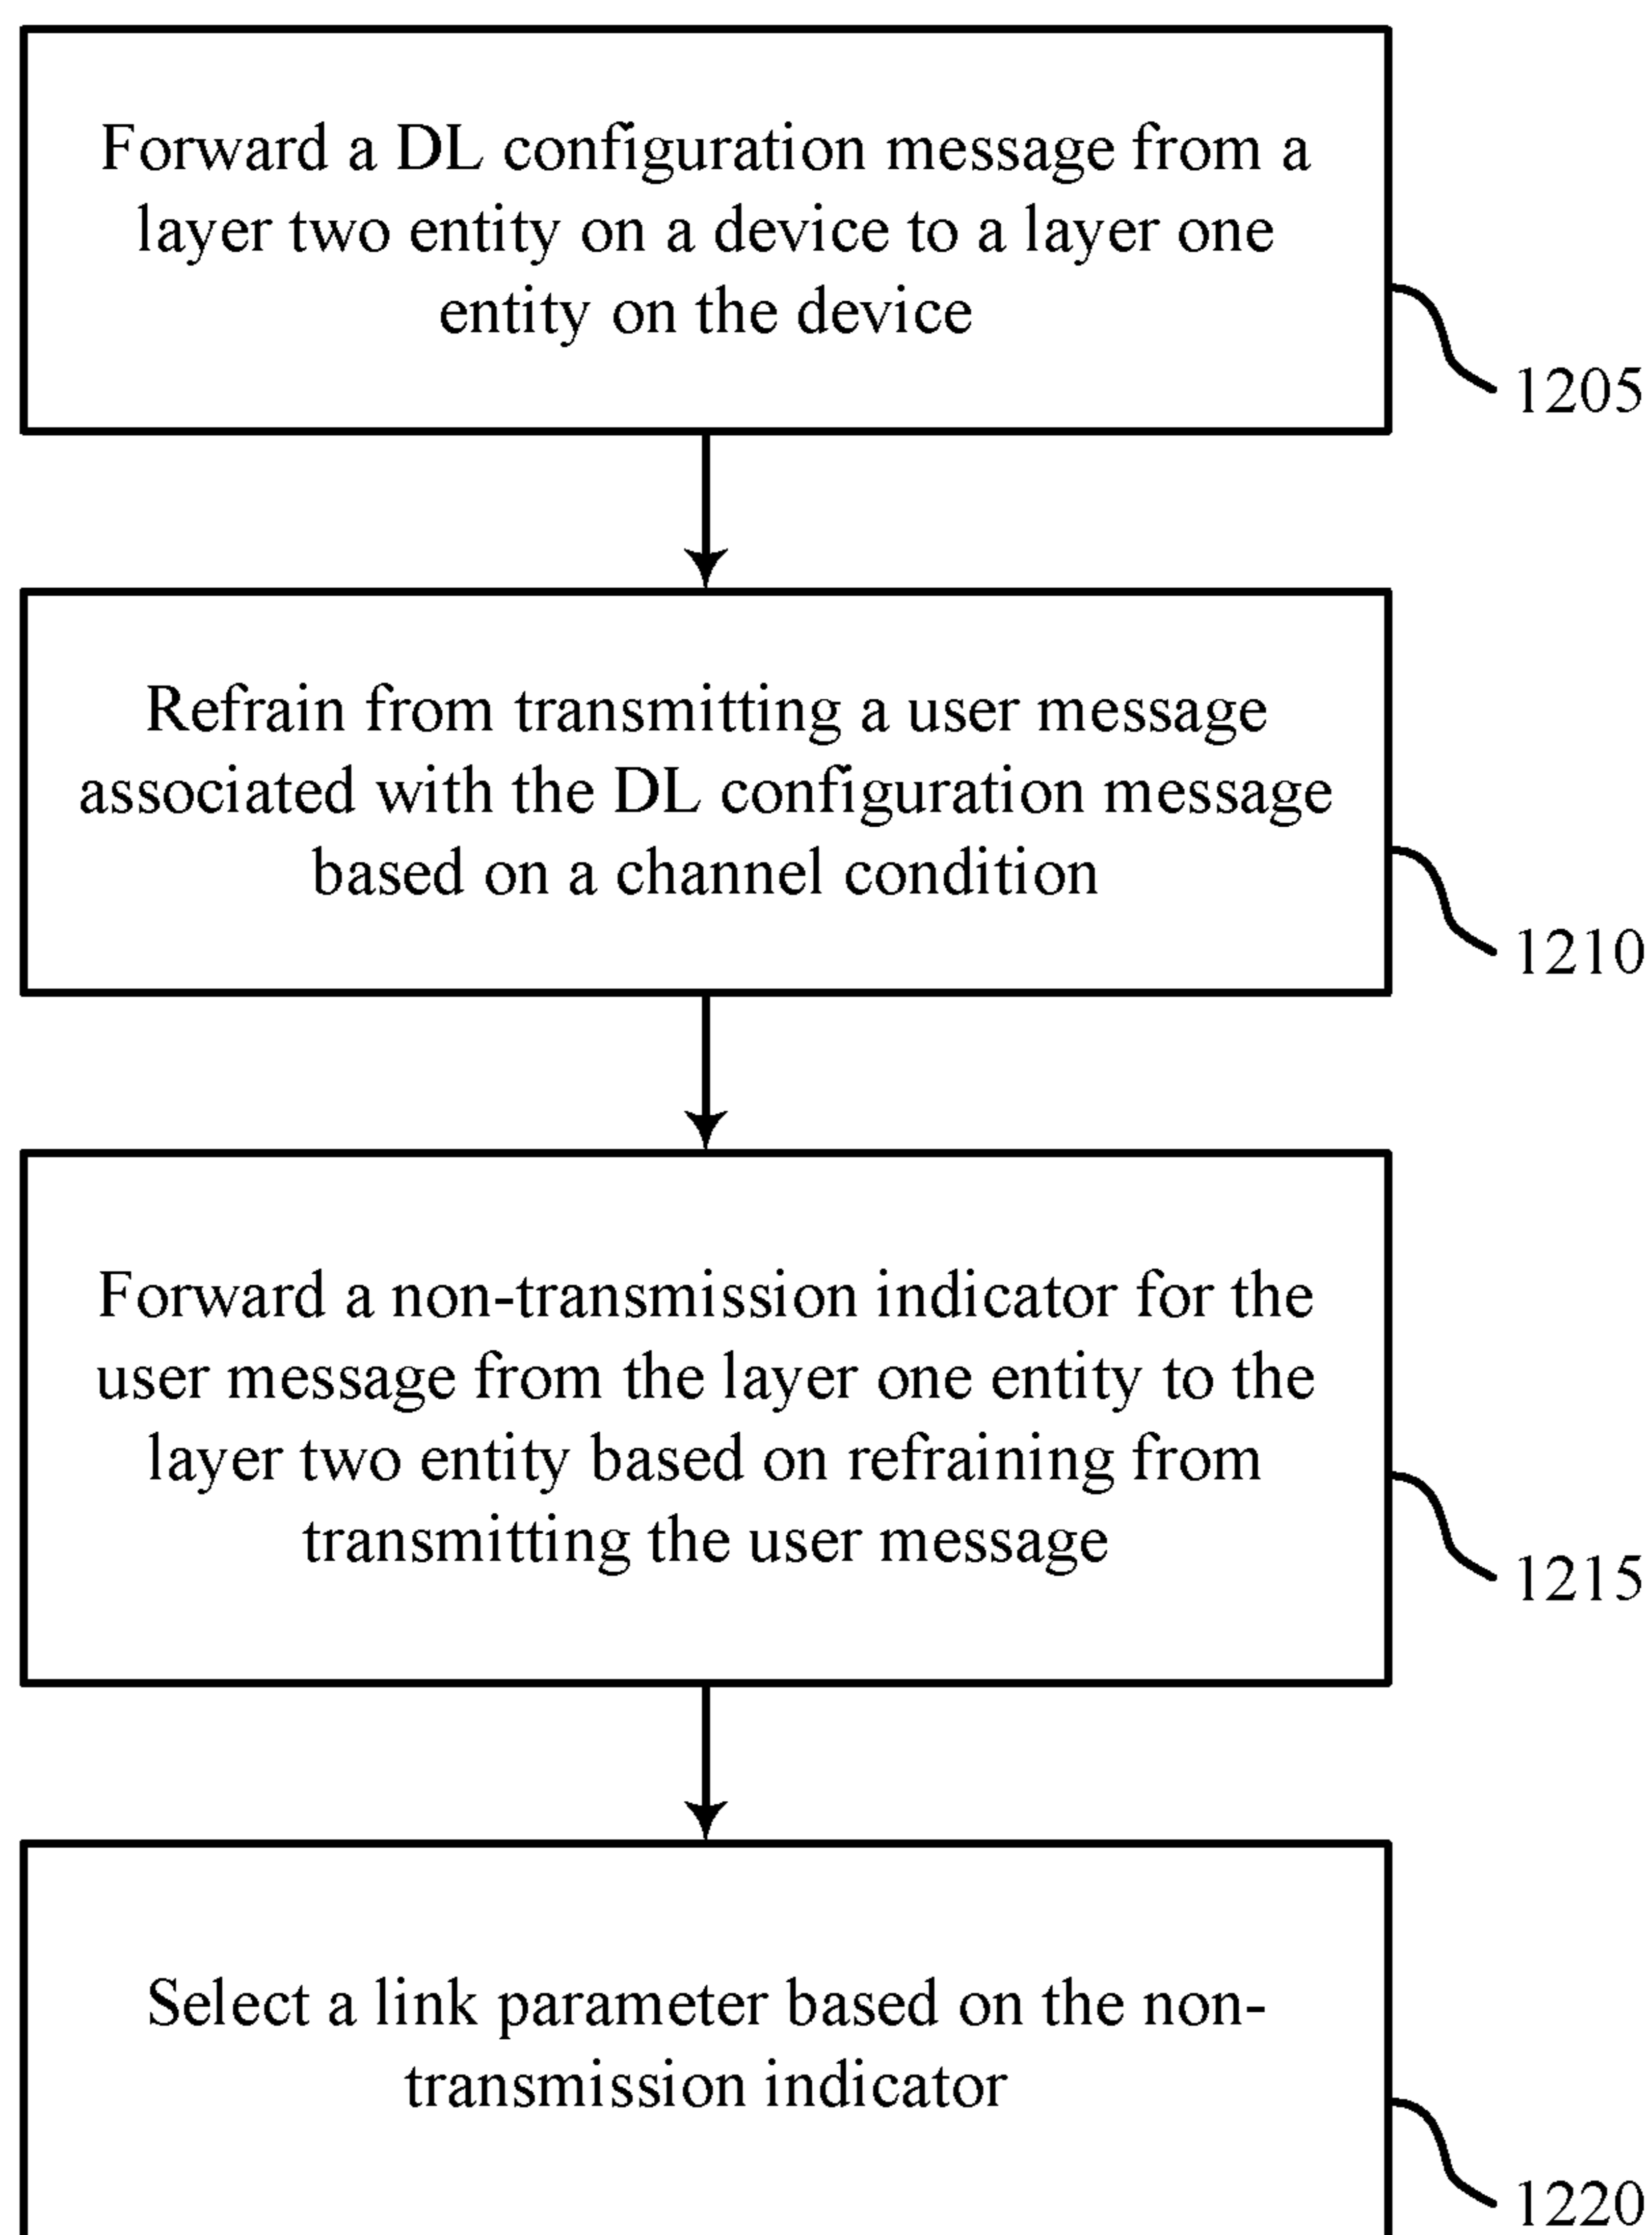 Forward a DL configuration message from a
layer two entity on a device to a layer one
entity on the device
1205
Refrain from transmitting a user message
associated with the DL configuration message
based on a channel condition
1210
Forward a non-transmission indicator for the
user message from the layer one entity to the
layer two entity based on refraining from
transmitting the user message
1215
Select a link parameter based on the non-
transmission indicator
1220